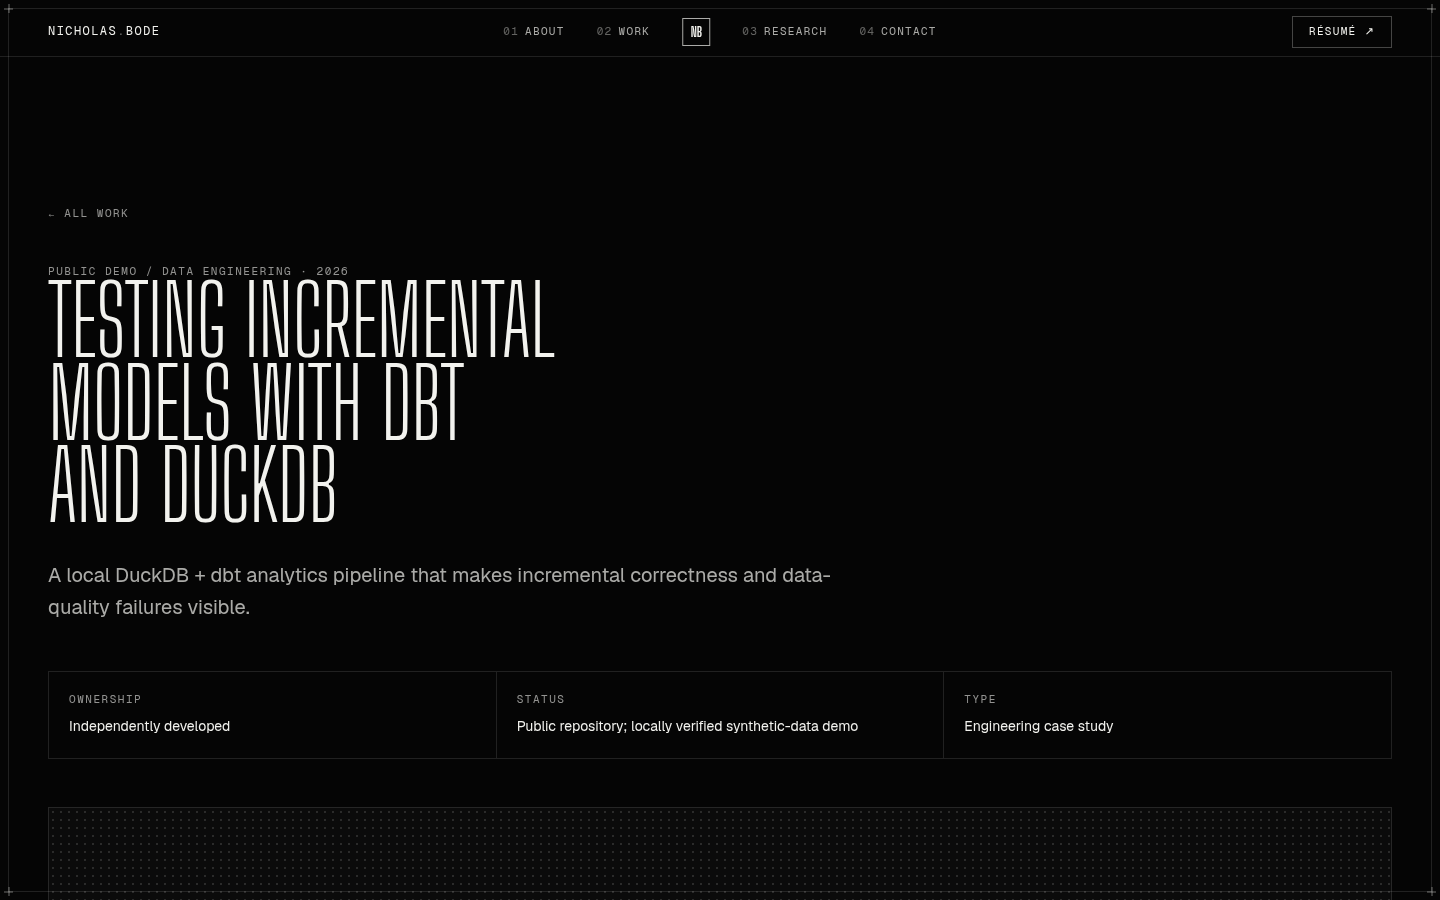 NICHOLAS.BODE
01 ABOUT
02 WORK
NB
03 RESEARCH
04 CONTACT
RÉSUMÉ ↗
← ALL WORK
PUBLIC DEMO / DATA ENGINEERING · 2026
TESTING INCREMENTAL
MODELS WITH DBT
AND DUCKDB
A local DuckDB + dbt analytics pipeline that makes incremental correctness and data-
quality failures visible.
OWNERSHIP
Independently developed
STATUS
Public repository; locally verified synthetic-data demo
TYPE
Engineering case study